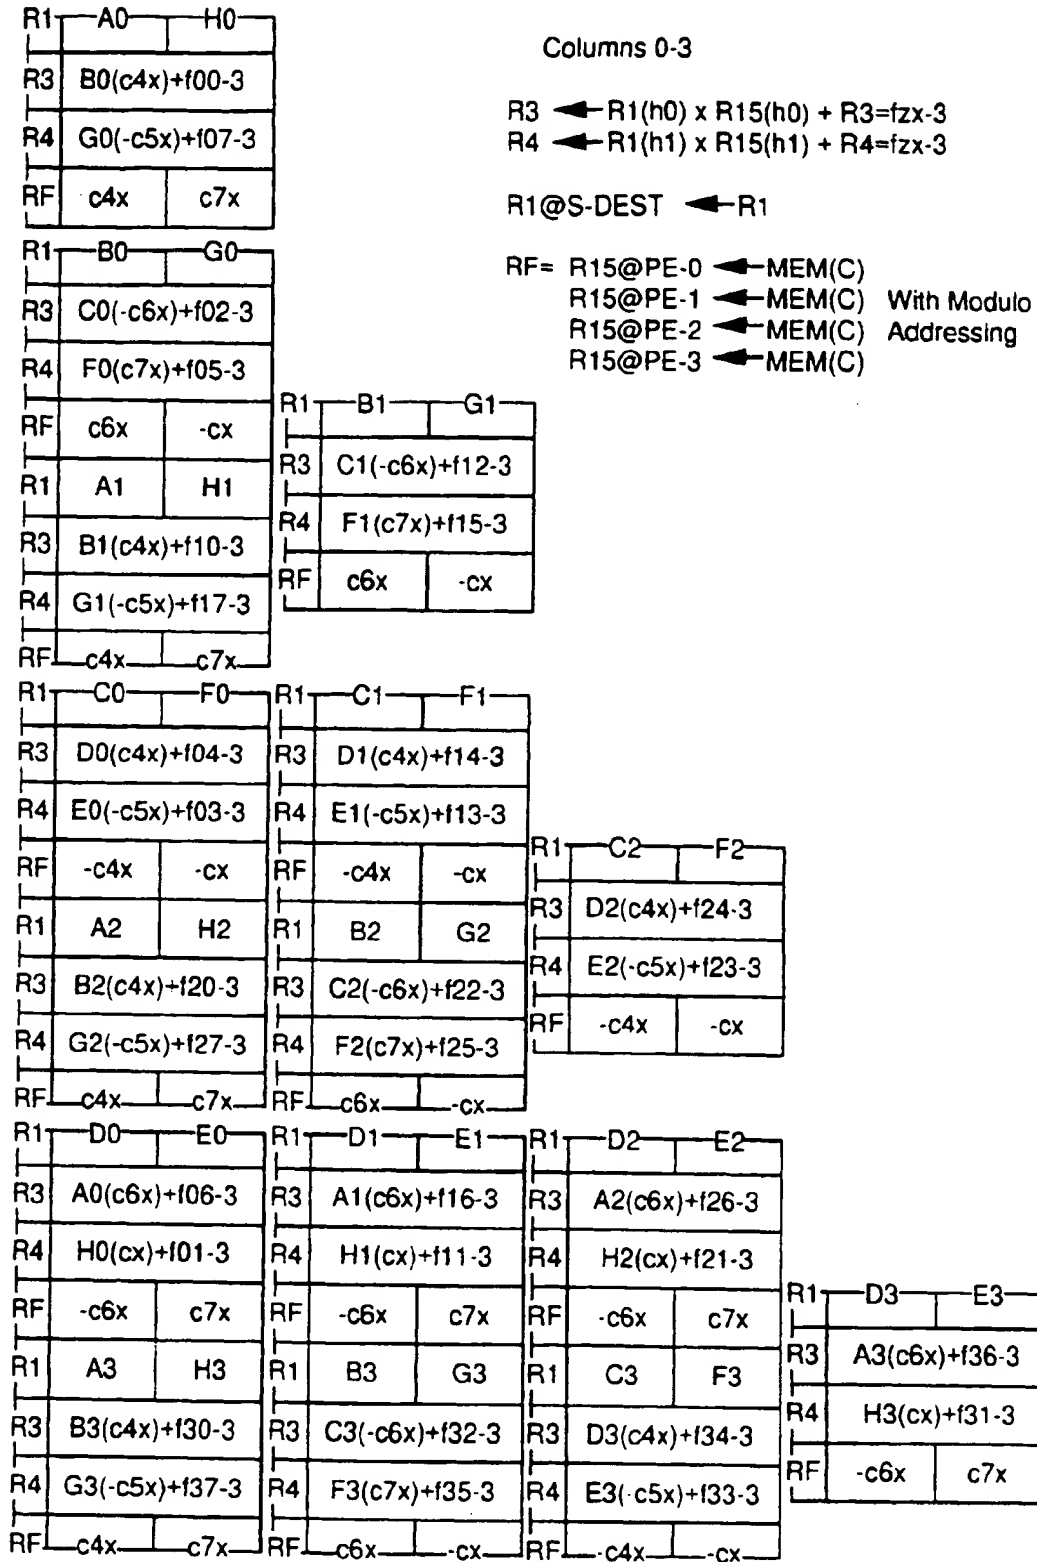 R1 A0 H0
R3 B0(c4x)+f00-3
R4 G0(-c5x)+f07-3
RF c4x c7x
Columns 0-3
R3 ◄ R1(h0) x R15(h0) + R3=fzx-3
R4 ◄ R1(h1) x R15(h1) + R4=fzx-3
R1@S-DEST ◄ R1
RF= R15@PE-0 ◄ MEM(C)
R15@PE-1 ◄ MEM(C) With Modulo
R15@PE-2 ◄ MEM(C) Addressing
R15@PE-3 ◄ MEM(C)
R1 B0 G0
R3 C0(-c6x)+f02-3
R4 F0(c7x)+f05-3
RF c6x -cx
R1 A1 H1
R3 B1(c4x)+f10-3
R4 G1(-c5x)+f17-3
RF c4x c7x
R1 B1 G1
R3 C1(-c6x)+f12-3
R4 F1(c7x)+f15-3
RF c6x -cx
R1 C0 F0
R3 D0(c4x)+f04-3
R4 E0(-c5x)+f03-3
RF -c4x -cx
R1 A2 H2
R3 B2(c4x)+f20-3
R4 G2(-c5x)+f27-3
RF c4x c7x
R1 C1 F1
R3 D1(c4x)+f14-3
R4 E1(-c5x)+f13-3
RF -c4x -cx
R1 B2 G2
R3 C2(-c6x)+f22-3
R4 F2(c7x)+f25-3
RF c6x -cx
R1 C2 F2
R3 D2(c4x)+f24-3
R4 E2(-c5x)+f23-3
RF -c4x -cx
R1 D0 E0
R3 A0(c6x)+f06-3
R4 H0(cx)+f01-3
RF -c6x c7x
R1 A3 H3
R3 B3(c4x)+f30-3
R4 G3(-c5x)+f37-3
RF c4x c7x
R1 D1 E1
R3 A1(c6x)+f16-3
R4 H1(cx)+f11-3
RF -c6x c7x
R1 B3 G3
R3 C3(-c6x)+f32-3
R4 F3(c7x)+f35-3
RF c6x -cx
R1 D2 E2
R3 A2(c6x)+f26-3
R4 H2(cx)+f21-3
RF -c6x c7x
R1 C3 F3
R3 D3(c4x)+f34-3
R4 E3(-c5x)+f33-3
RF -c4x -cx
R1 D3 E3
R3 A3(c6x)+f36-3
R4 H3(cx)+f31-3
RF -c6x c7x